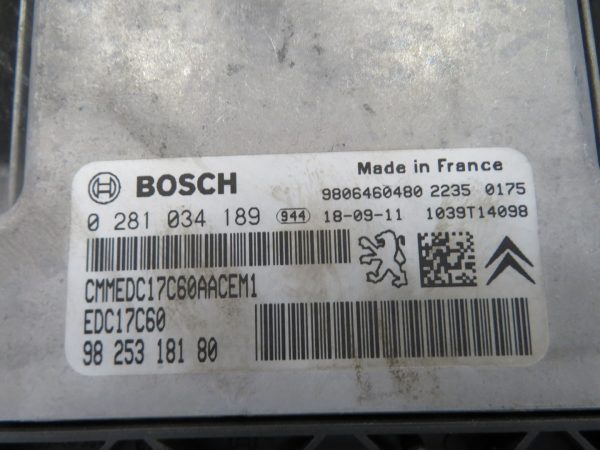 BOSCH
Made in France
9806460480 2235 0175
0 281 034 189 944 18-09-11 1039T14098
CMMEDC17C60AACEM1
EDC17C60
98 253 181 80